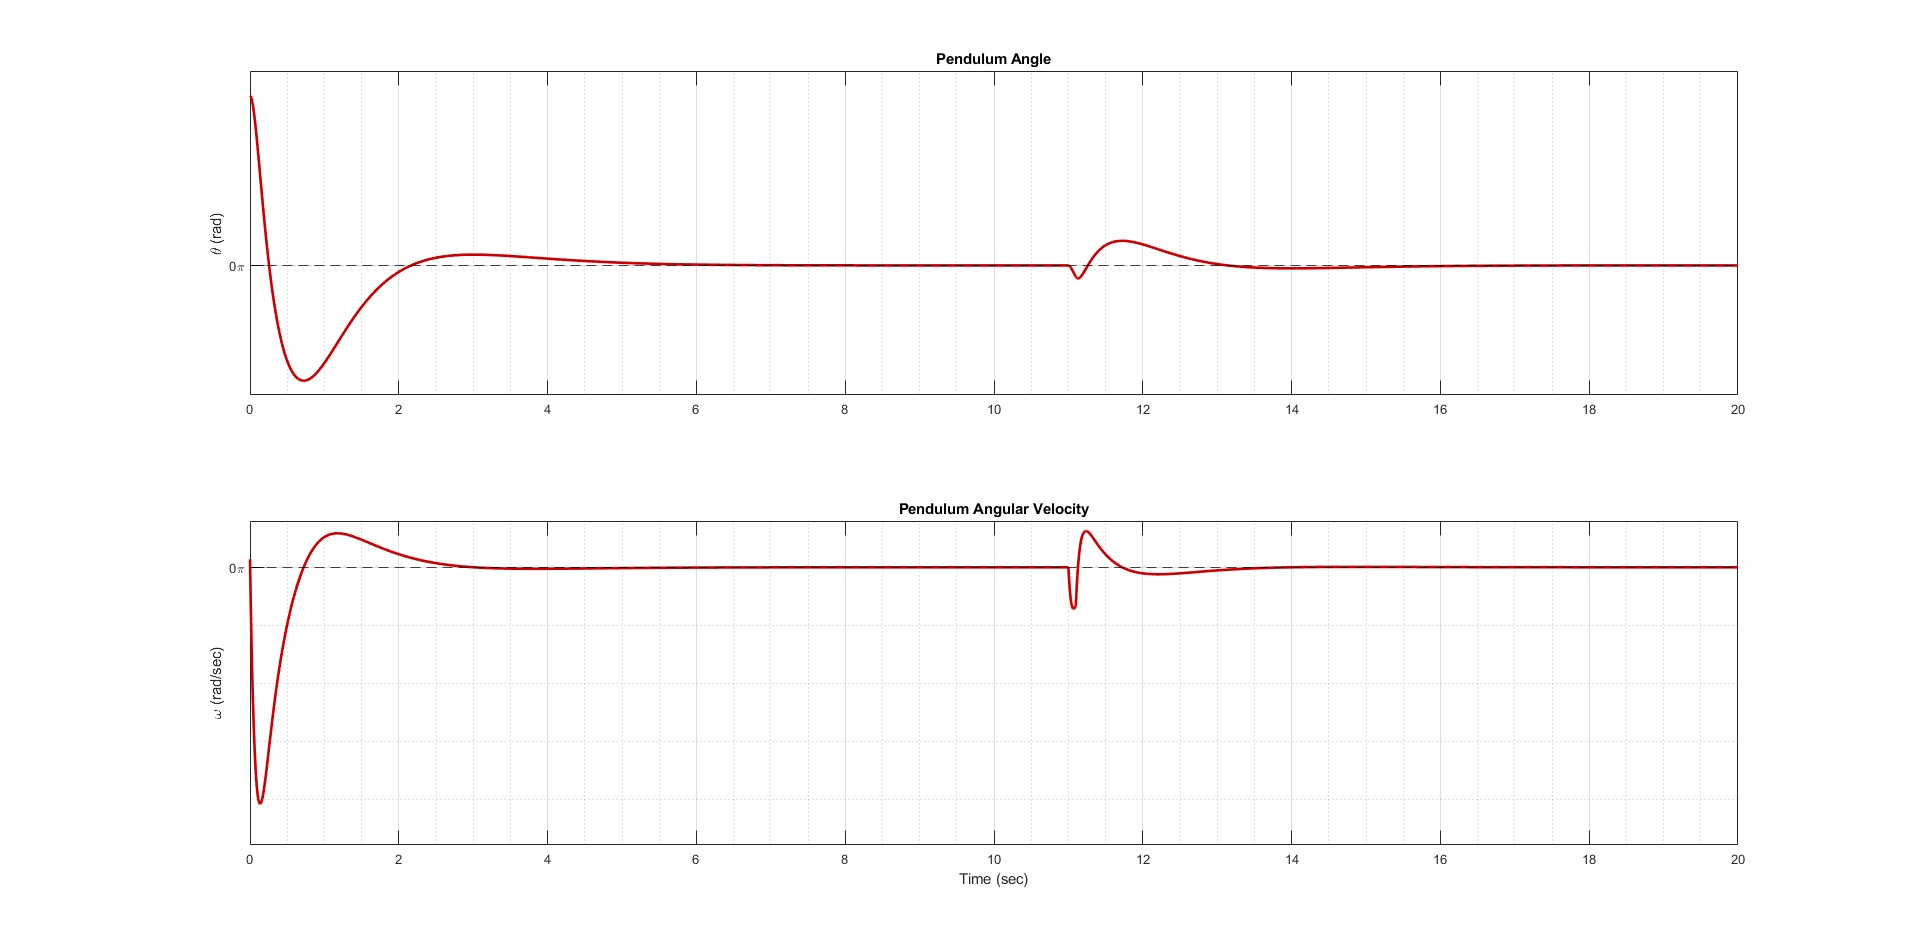 Pendulum Angle
θ (rad)
0π
0 2 4 6 8 10 12 14 16 18 20
Pendulum Angular Velocity
ω (rad/sec)
0π
0 2 4 6 8 10 12 14 16 18 20
Time (sec)